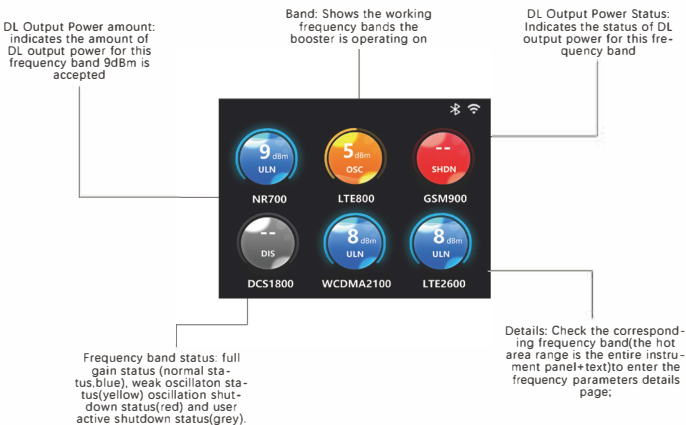 DL Output Power amount:
indicates the amount of
DL output power for this
frequency band 9dBm is
accepted
Band: Shows the working
frequency bands the
booster is operating on
DL Output Power Status:
Indicates the status of DL
output power for this fre-
quency band
9 dBm
ULN
NR700
5 dBm
OSC
LTE800
--
SHDN
GSM900
--
DIS
DCS1800
8 dBm
ULN
WCDMA2100
8 dBm
ULN
LTE2600
Frequency band status: full
gain status (normal sta-
tus,blue), weak oscillaton sta-
tus(yellow) oscillation shut-
down status(red) and user
active shutdown status(grey).
Details: Check the correspond-
ing frequency band(the hot
area range is the entire instru-
ment panel+text)to enter the
frequency parameters details
page;